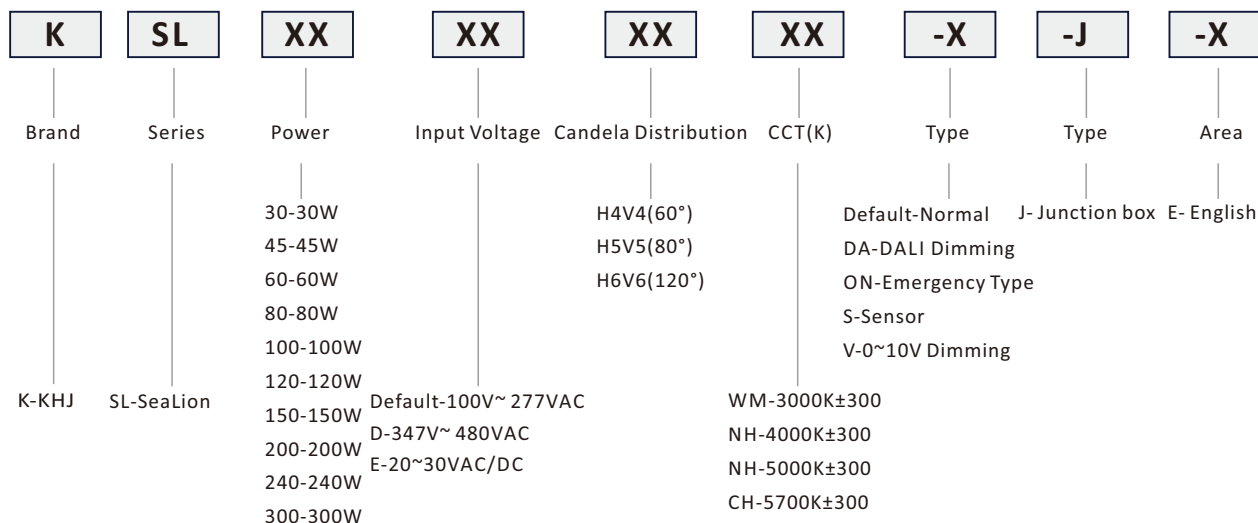 K SL XX XX XX XX -X -J -X
Brand Series Power Input Voltage Candela Distribution CCT(K) Type Type Area
30-30W
45-45W
60-60W
80-80W
100-100W
120-120W
150-150W
200-200W
240-240W
300-300W
H4V4(60°)
H5V5(80°)
H6V6(120°)
Default-Normal
DA-DALI Dimming
ON-Emergency Type
S-Sensor
V-0~10V Dimming
J- Junction box
E- English
K-KHJ
SL-SeaLion
Default-100V~ 277VAC
D-347V~ 480VAC
E-20~30VAC/DC
WM-3000K±300
NH-4000K±300
NH-5000K±300
CH-5700K±300